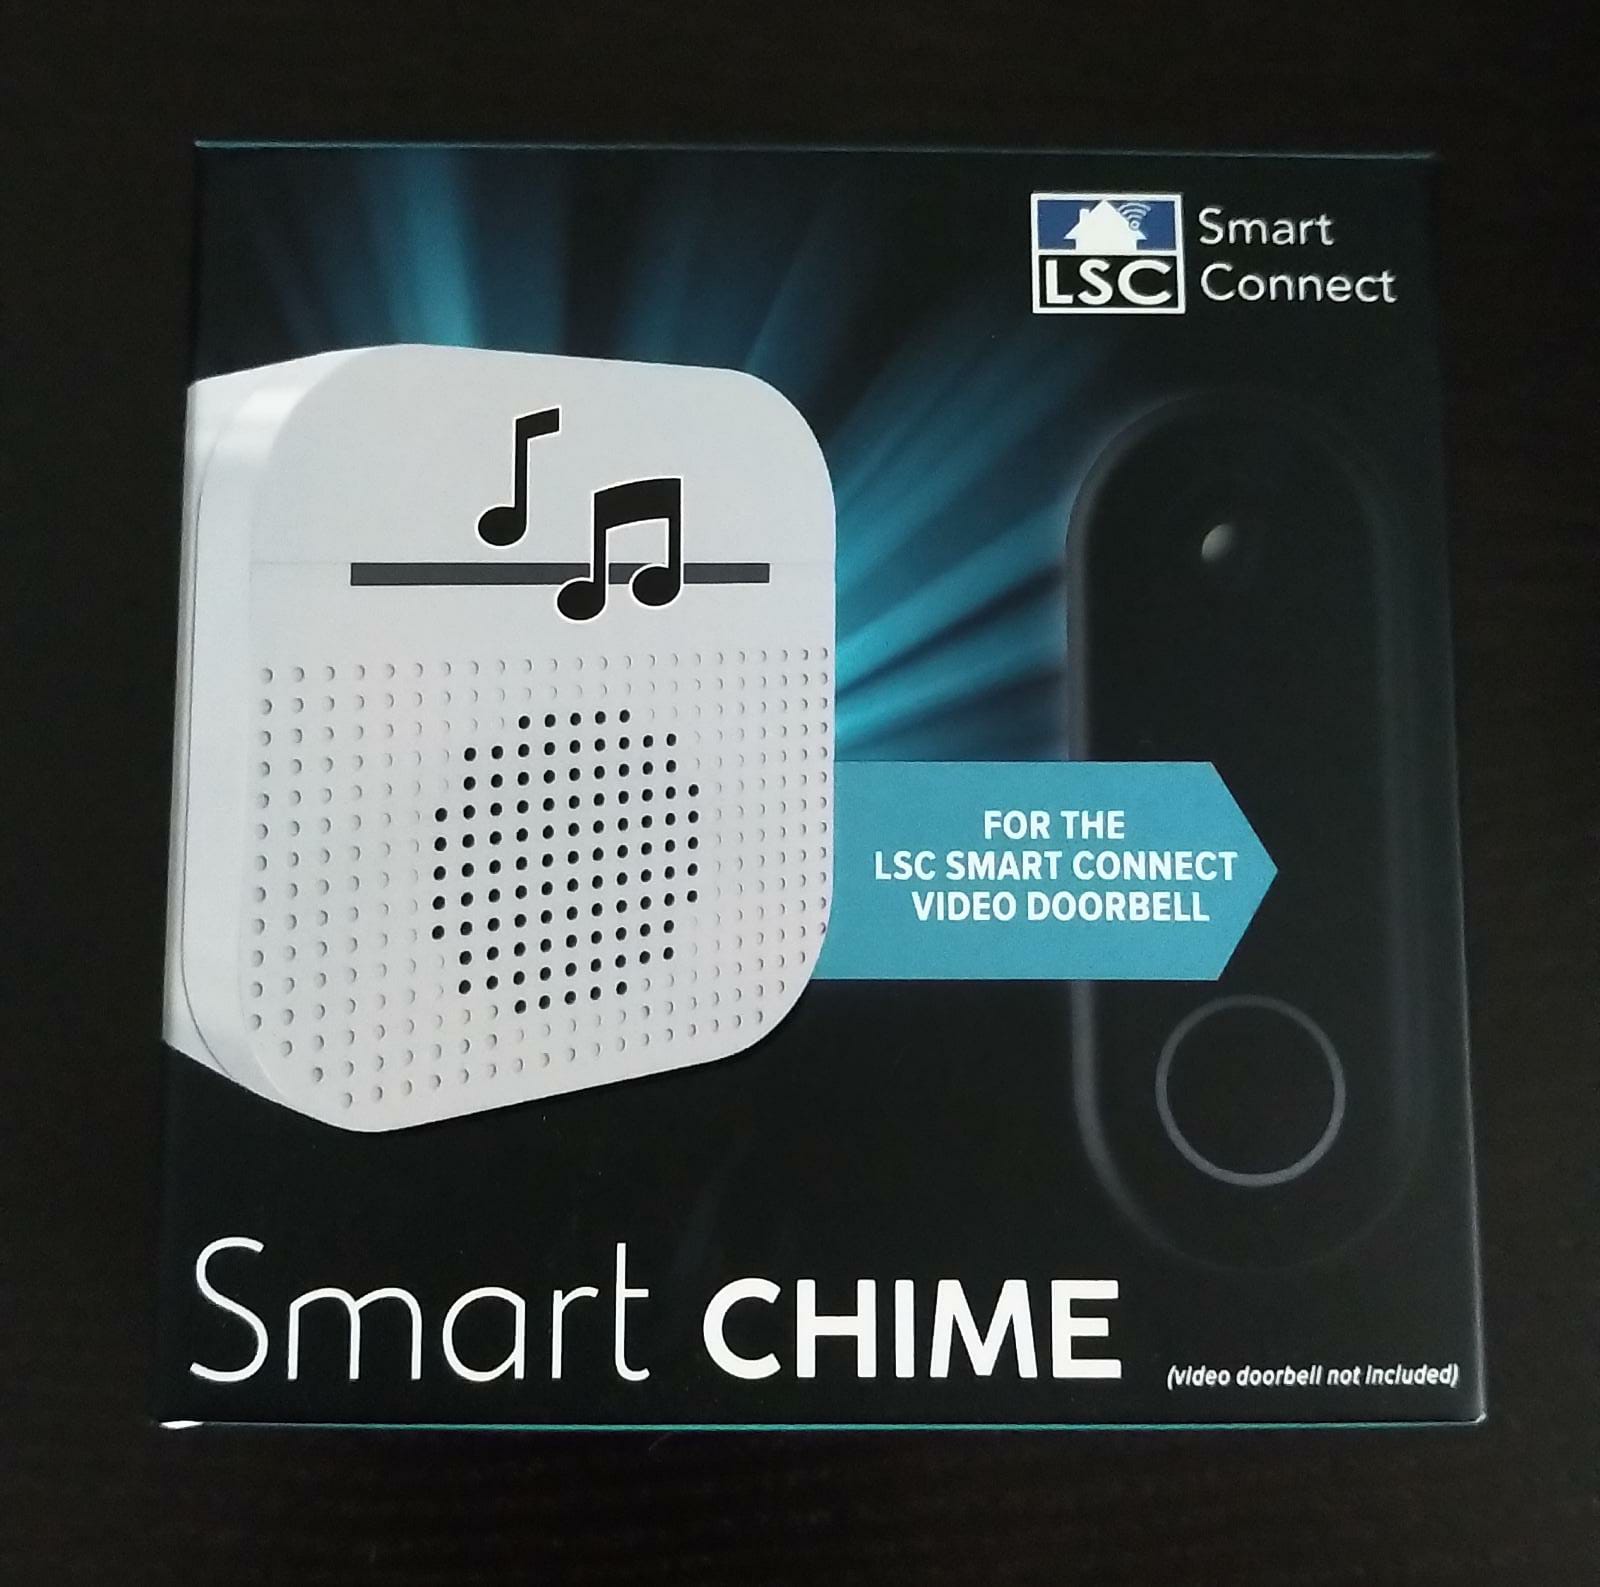 LSC
Smart
Connect
FOR THE
LSC SMART CONNECT
VIDEO DOORBELL
Smart CHIME
(video doorbell not included)